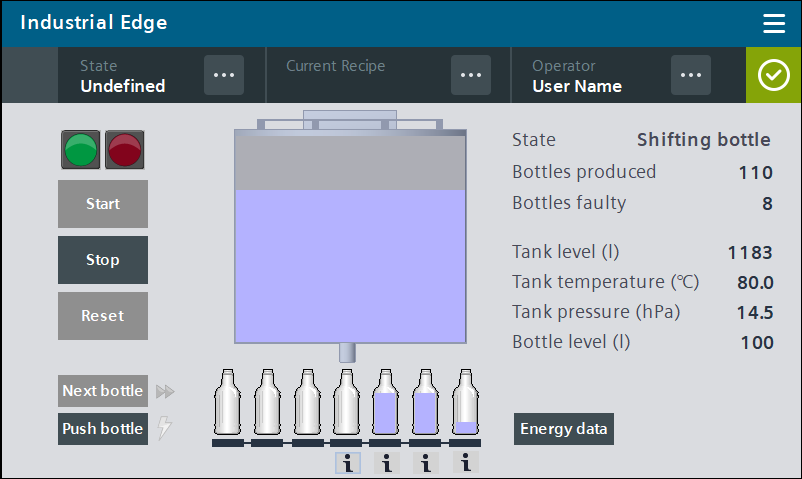 Industrial Edge
State
Undefined
...
Current Recipe
...
Operator
User Name
...
Start
Stop
Reset
Next bottle
Push bottle
State Shifting bottle
Bottles produced 110
Bottles faulty 8
Tank level (l) 1183
Tank temperature (°C) 80.0
Tank pressure (hPa) 14.5
Bottle level (l) 100
Energy data
i i i i